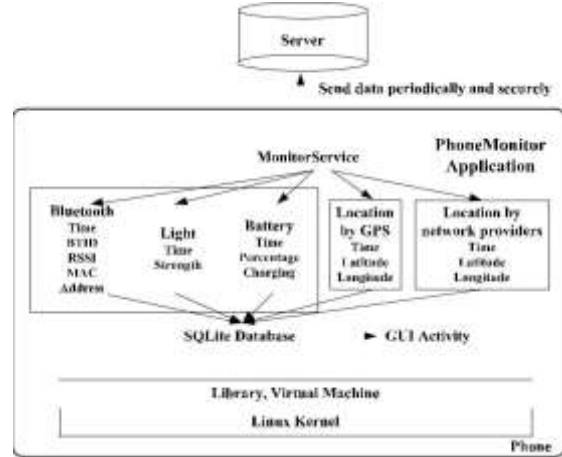 Server
Send data periodically and securely
PhoneMonitor
Application
MonitorService
Bluetooth
Time
BTID
RSSI
MAC
Address
Light
Time
Strength
Battery
Time
Percentage
Charging
Location
by GPS
Time
Latitude
Longitude
Location by
network providers
Time
Latitude
Longitude
SQLite Database
GUI Activity
Library, Virtual Machine
Linux Kernel
Phone